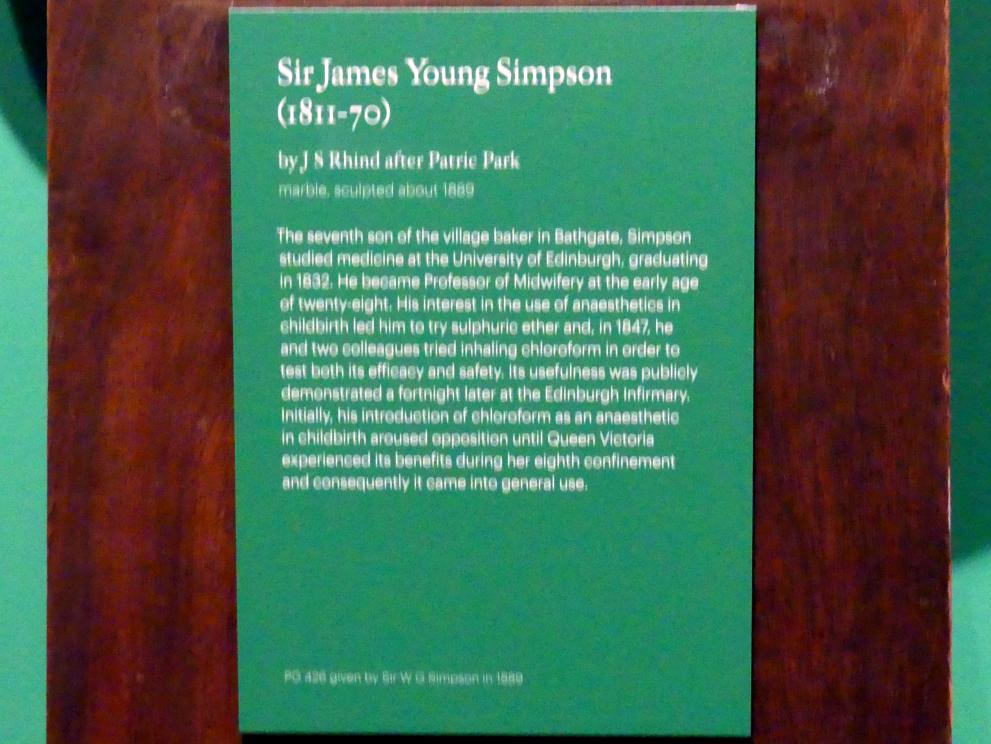 Sir James Young Simpson
(1811-70)
by J S Rhind after Patric Park
marble, sculpted about 1889
The seventh son of the village baker in Bathgate, Simpson
studied medicine at the University of Edinburgh, graduating
in 1832. He became Professor of Midwifery at the early age
of twenty-eight. His interest in the use of anaesthetics in
childbirth led him to try sulphuric ether and, in 1847, he
and two colleagues tried inhaling chloroform in order to
test both its efficacy and safety. Its usefulness was publicly
demonstrated a fortnight later at the Edinburgh Infirmary.
Initially, his introduction of chloroform as an anaesthetic
in childbirth aroused opposition until Queen Victoria
experienced its benefits during her eighth confinement
and consequently it came into general use.
PG 426 given by Sir W G Simpson in 1889